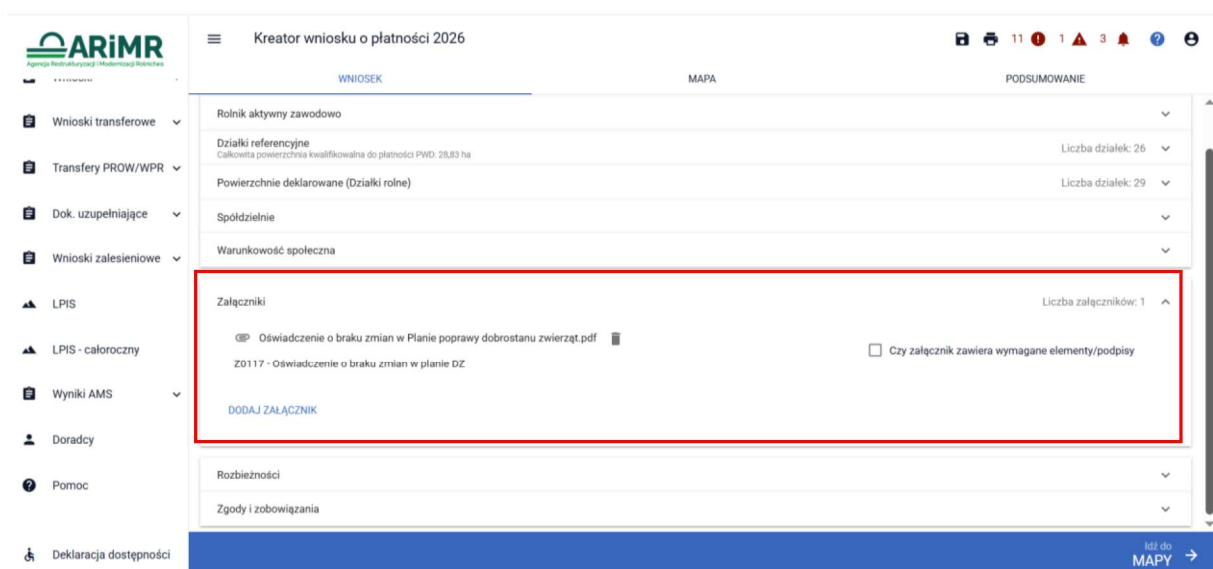 ARiMR
Agencja Restrukturyzacji i Modernizacji Rolnictwa
Kreator wniosku o płatności 2026
11 1 3
WNIOSEK MAPA PODSUMOWANIE
Wnioski
Wnioski transferowe
Transfery PROW/WPR
Dok. uzupełniające
Wnioski zalesieniowe
LPIS
LPIS - całoroczny
Wyniki AMS
Doradcy
Pomoc
Deklaracja dostępności
Rolnik aktywny zawodowo
Działki referencyjne Liczba działek: 26
Całkowita powierzchnia kwalifikowalna do płatności PWD: 28,83 ha
Powierzchnie deklarowane (Działki rolne) Liczba działek: 29
Spółdzielnie
Warunkowość społeczna
Załączniki Liczba załączników: 1
Oświadczenie o braku zmian w Planie poprawy dobrostanu zwierząt.pdf
Czy załącznik zawiera wymagane elementy/podpisy
Z0117 - Oświadczenie o braku zmian w planie DZ
DODAJ ZAŁĄCZNIK
Rozbieżności
Zgody i zobowiązania
Idź do
MAPY